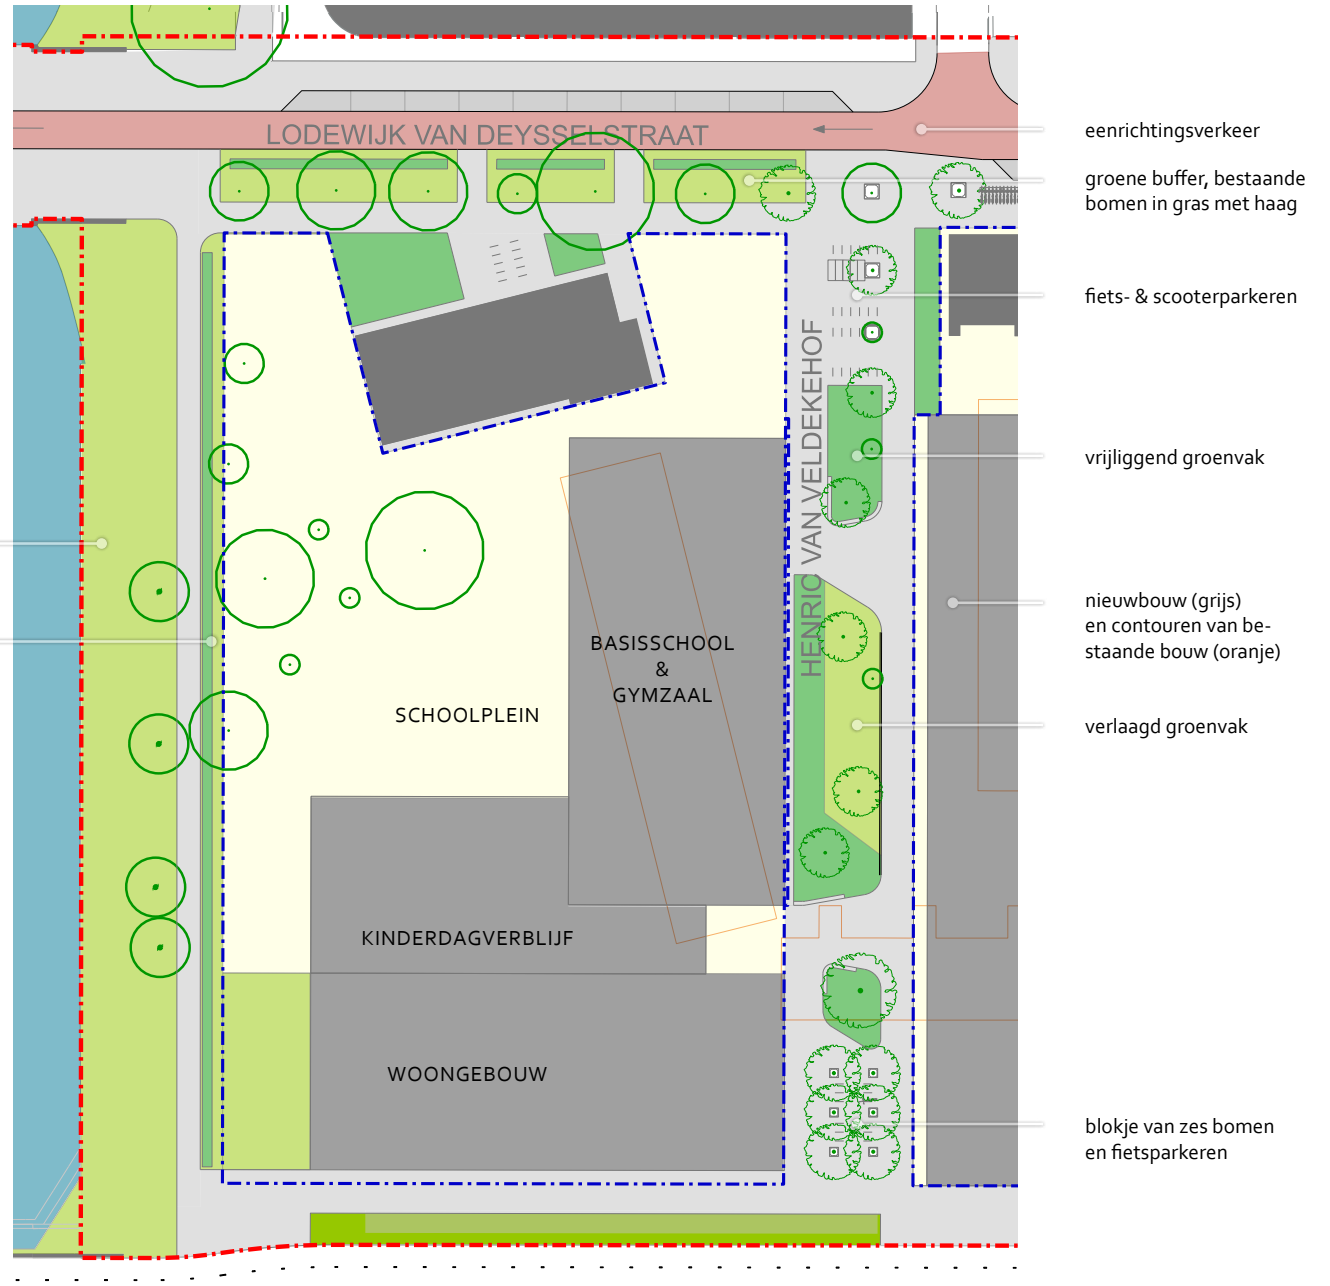 LODEWIJK VAN DEYSSELSTRAAT
eenrichtingsverkeer
groene buffer, bestaande
bomen in gras met haag
fiets- & scooterparkeren
HENRIC VAN VELDEKEHOF
vrijliggend groenvak
nieuwbouw (grijs)
en contouren van be-
staande bouw (oranje)
BASISSCHOOL
&
GYMZAAL
SCHOOLPLEIN
verlaagd groenvak
KINDERDAGVERBLIJF
WOONGEBOUW
blokje van zes bomen
en fietsparkeren